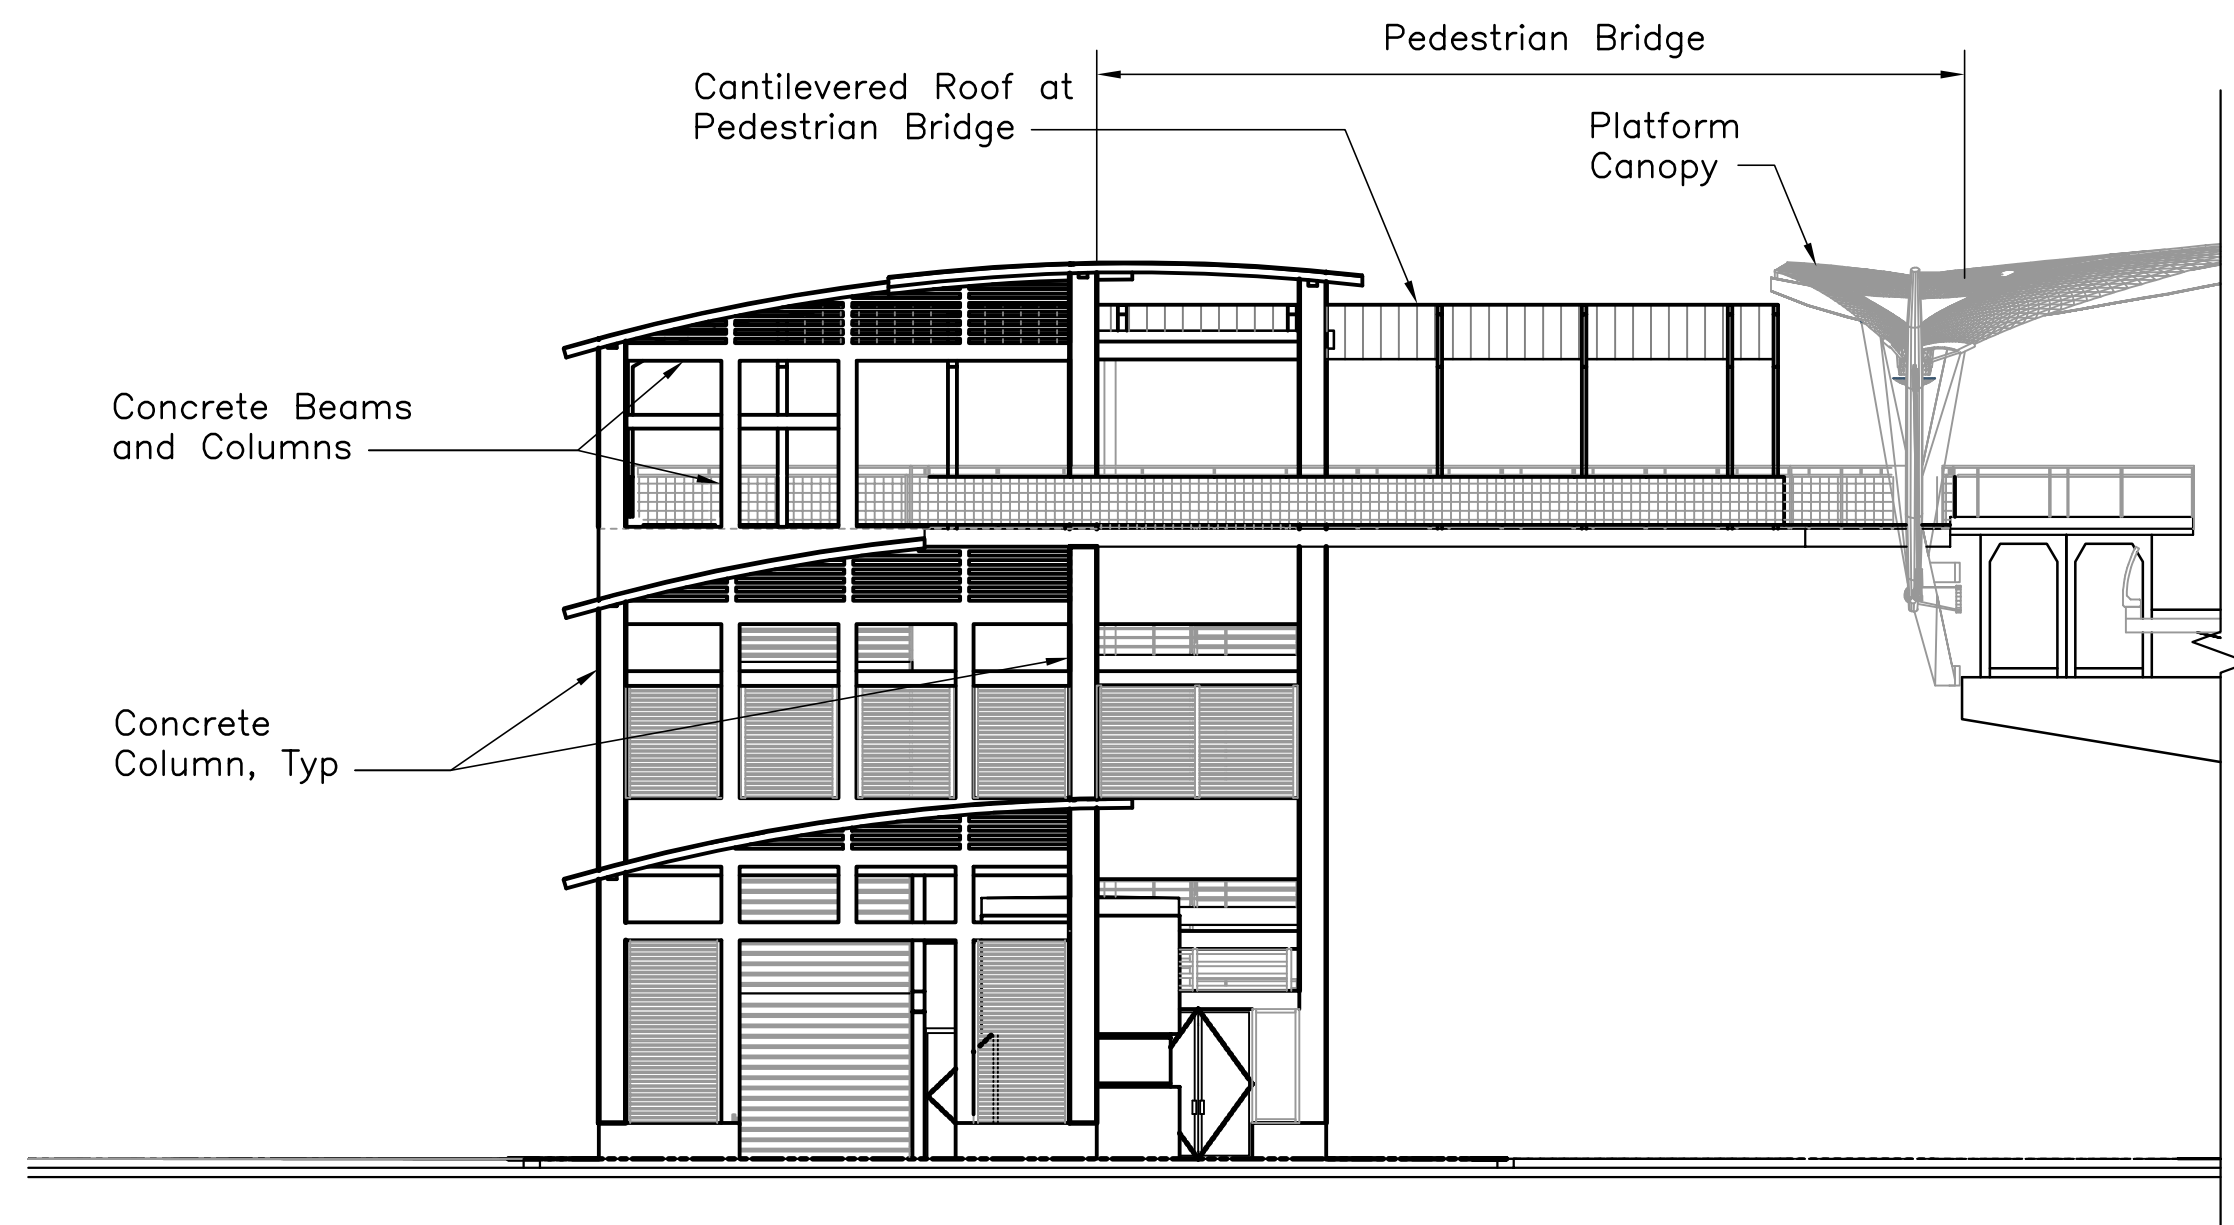 Pedestrian Bridge
Cantilevered Roof at
Pedestrian Bridge
Platform
Canopy
Concrete Beams
and Columns
Concrete
Column, Typ